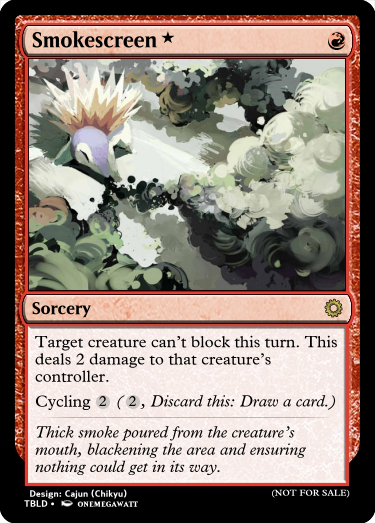 Smokescreen ★
Sorcery
Target creature can't block this turn. This
deals 2 damage to that creature's
controller.
Cycling 2 (2, Discard this: Draw a card.)
Thick smoke poured from the creature's
mouth, blackening the area and ensuring
nothing could get in its way.
Design: Cajun (Chikyu)
(NOT FOR SALE)
TBLD • ONEMEGAWATT